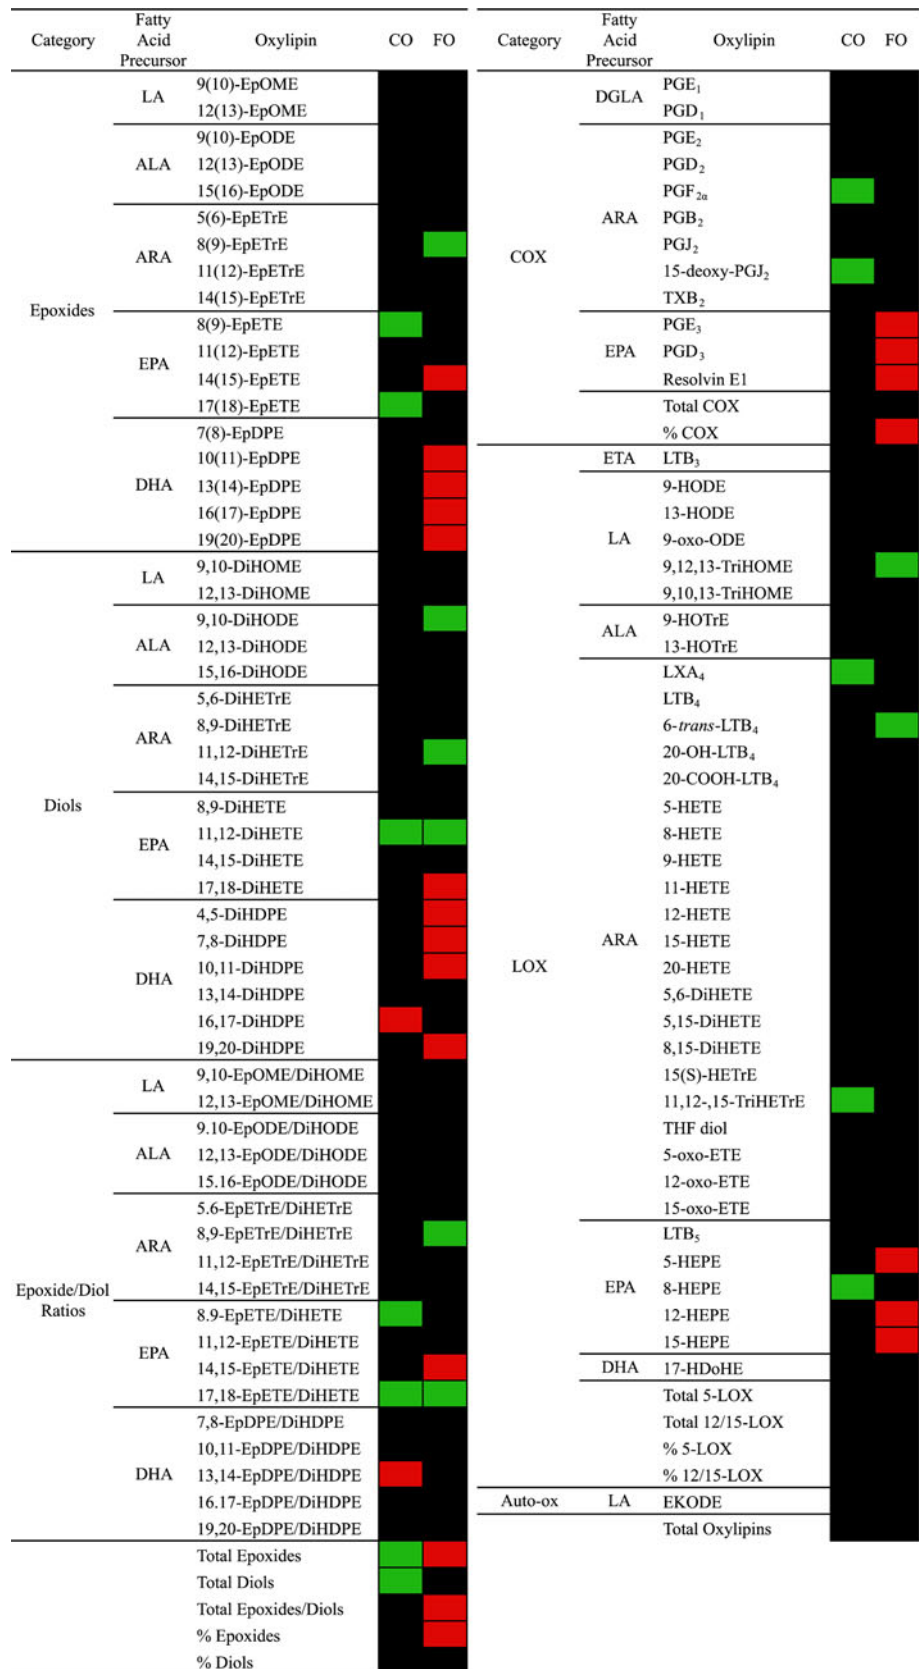 Category Fatty Acid Precursor Oxylipin CO FO
Epoxides
LA
9(10)-EpOME
12(13)-EpOME
ALA
9(10)-EpODE
12(13)-EpODE
15(16)-EpODE
ARA
5(6)-EpETrE
8(9)-EpETrE
11(12)-EpETrE
14(15)-EpETrE
EPA
8(9)-EpETE
11(12)-EpETE
14(15)-EpETE
17(18)-EpETE
DHA
7(8)-EpDPE
10(11)-EpDPE
13(14)-EpDPE
16(17)-EpDPE
19(20)-EpDPE
Diols
LA
9,10-DiHOME
12,13-DiHOME
ALA
9,10-DiHODE
12,13-DiHODE
15,16-DiHODE
ARA
5,6-DiHETrE
8,9-DiHETrE
11,12-DiHETrE
14,15-DiHETrE
EPA
8,9-DiHETE
11,12-DiHETE
14,15-DiHETE
17,18-DiHETE
DHA
4,5-DiHDPE
7,8-DiHDPE
10,11-DiHDPE
13,14-DiHDPE
16,17-DiHDPE
19,20-DiHDPE
Epoxide/Diol
Ratios
LA
9,10-EpOME/DiHOME
12,13-EpOME/DiHOME
ALA
9.10-EpODE/DiHODE
12,13-EpODE/DiHODE
15.16-EpODE/DiHODE
ARA
5.6-EpETrE/DiHETrE
8,9-EpETrE/DiHETrE
11,12-EpETrE/DiHETrE
14,15-EpETrE/DiHETrE
EPA
8.9-EpETE/DiHETE
11,12-EpETE/DiHETE
14,15-EpETE/DiHETE
17,18-EpETE/DiHETE
DHA
7,8-EpDPE/DiHDPE
10,11-EpDPE/DiHDPE
13,14-EpDPE/DiHDPE
16.17-EpDPE/DiHDPE
19,20-EpDPE/DiHDPE
Total Epoxides
Total Diols
Total Epoxides/Diols
% Epoxides
% Diols
Category Fatty Acid Precursor Oxylipin CO FO
COX
DGLA
PGE₁
PGD₁
ARA
PGE₂
PGD₂
PGF₂α
PGB₂
PGJ₂
15-deoxy-PGJ₂
TXB₂
EPA
PGE₃
PGD₃
Resolvin E1
Total COX
% COX
LOX
ETA
LTB₃
LA
9-HODE
13-HODE
9-oxo-ODE
9,12,13-TriHOME
9,10,13-TriHOME
ALA
9-HOTrE
13-HOTrE
ARA
LXA₄
LTB₄
6-trans-LTB₄
20-OH-LTB₄
20-COOH-LTB₄
5-HETE
8-HETE
9-HETE
11-HETE
12-HETE
15-HETE
20-HETE
5,6-DiHETE
5,15-DiHETE
8,15-DiHETE
15(S)-HETrE
11,12-,15-TriHETrE
THF diol
5-oxo-ETE
12-oxo-ETE
15-oxo-ETE
EPA
LTB₅
5-HEPE
8-HEPE
12-HEPE
15-HEPE
DHA
17-HDoHE
Total 5-LOX
Total 12/15-LOX
% 5-LOX
% 12/15-LOX
Auto-ox
LA
EKODE
Total Oxylipins